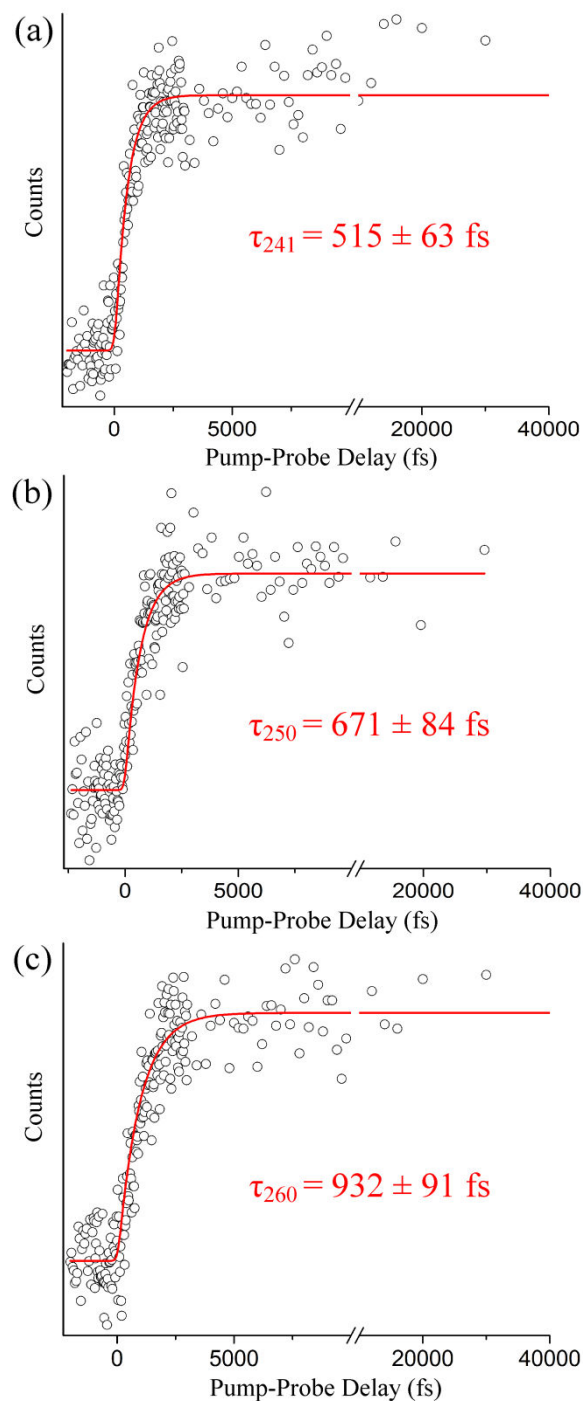 (a)
Counts
τ241 = 515 ± 63 fs
0 5000 20000 40000
Pump-Probe Delay (fs)
(b)
Counts
τ250 = 671 ± 84 fs
0 5000 20000 40000
Pump-Probe Delay (fs)
(c)
Counts
τ260 = 932 ± 91 fs
0 5000 20000 40000
Pump-Probe Delay (fs)